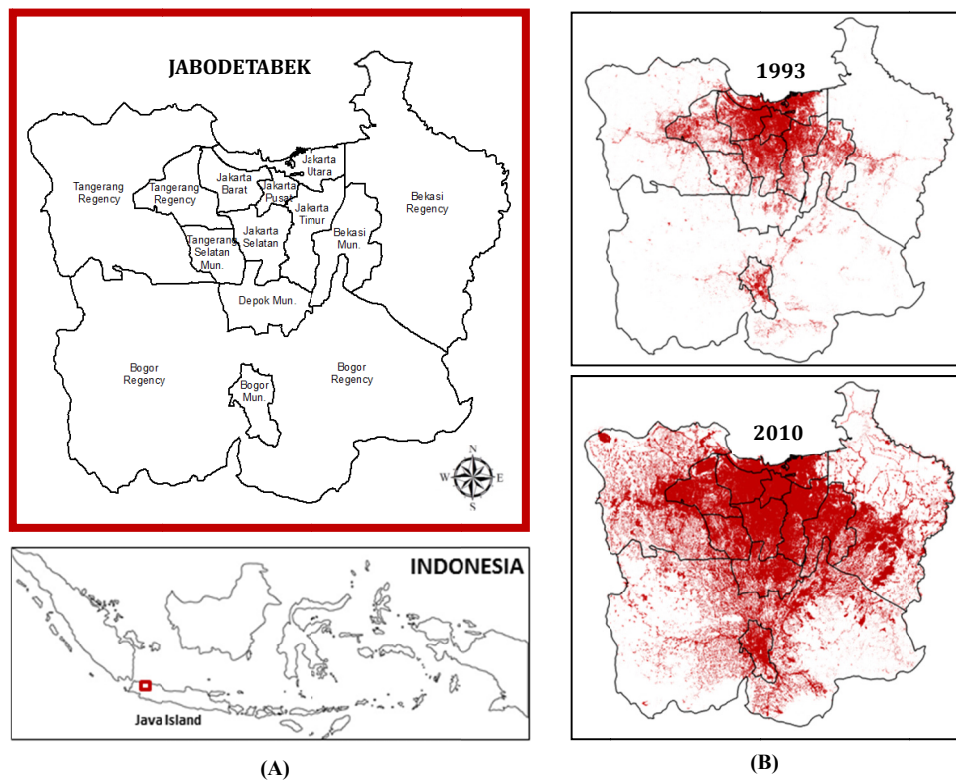 JABODETABEK
Jakarta
Utara
Tangerang
Regency
Tangerang
Regency
Jakarta
Barat
Jakarta
Pusat
Jakarta
Timur
Bekasi
Regency
Jakarta
Selatan
Bekasi
Mun.
Tangerang
Selatan
Mun.
Depok Mun.
Bogor
Regency
Bogor
Mun.
Bogor
Regency
N
W
E
S
INDONESIA
Java Island
(A)
1993
2010
(B)